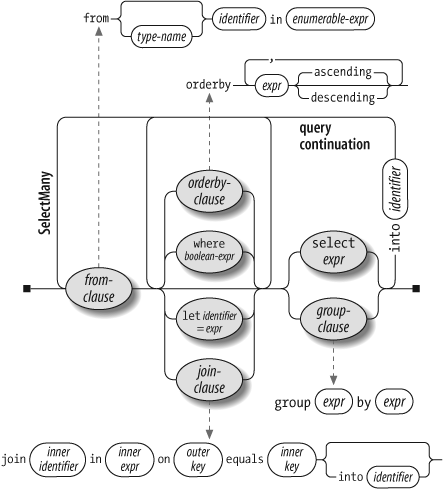 from type-name identifier in enumerable-expr
,
orderby expr ascending
descending
query
continuation
SelectMany
identifier
into
orderby-
clause
where
boolean-expr
select
expr
from-
clause
let identifier
= expr
group-
clause
join-
clause
group expr by expr
join inner identifier in inner expr on outer key equals inner key into identifier